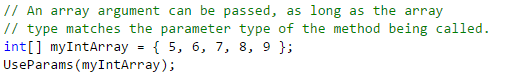 // An array argument can be passed, as long as the array
// type matches the parameter type of the method being called.
int[] myIntArray = { 5, 6, 7, 8, 9 };
UseParams(myIntArray);